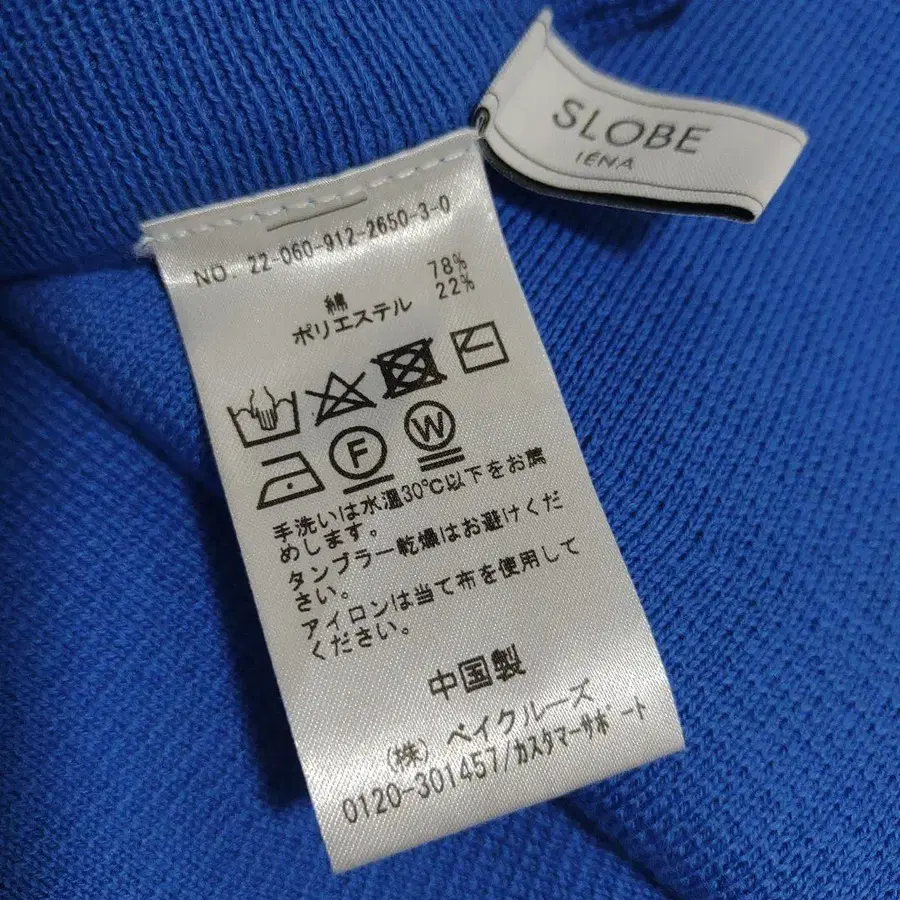 SLOBE
IÉNA
NO. 22-060-912-2650-3-0
綿 78%
ポリエステル 22%
F W
手洗いは水温30℃以下をお薦
めします。
タンブラー乾燥はお避けくだ
さい。
アイロンは当て布を使用して
ください。
中国製
(株) ベイクルーズ
0120-301457/カスタマーサポート